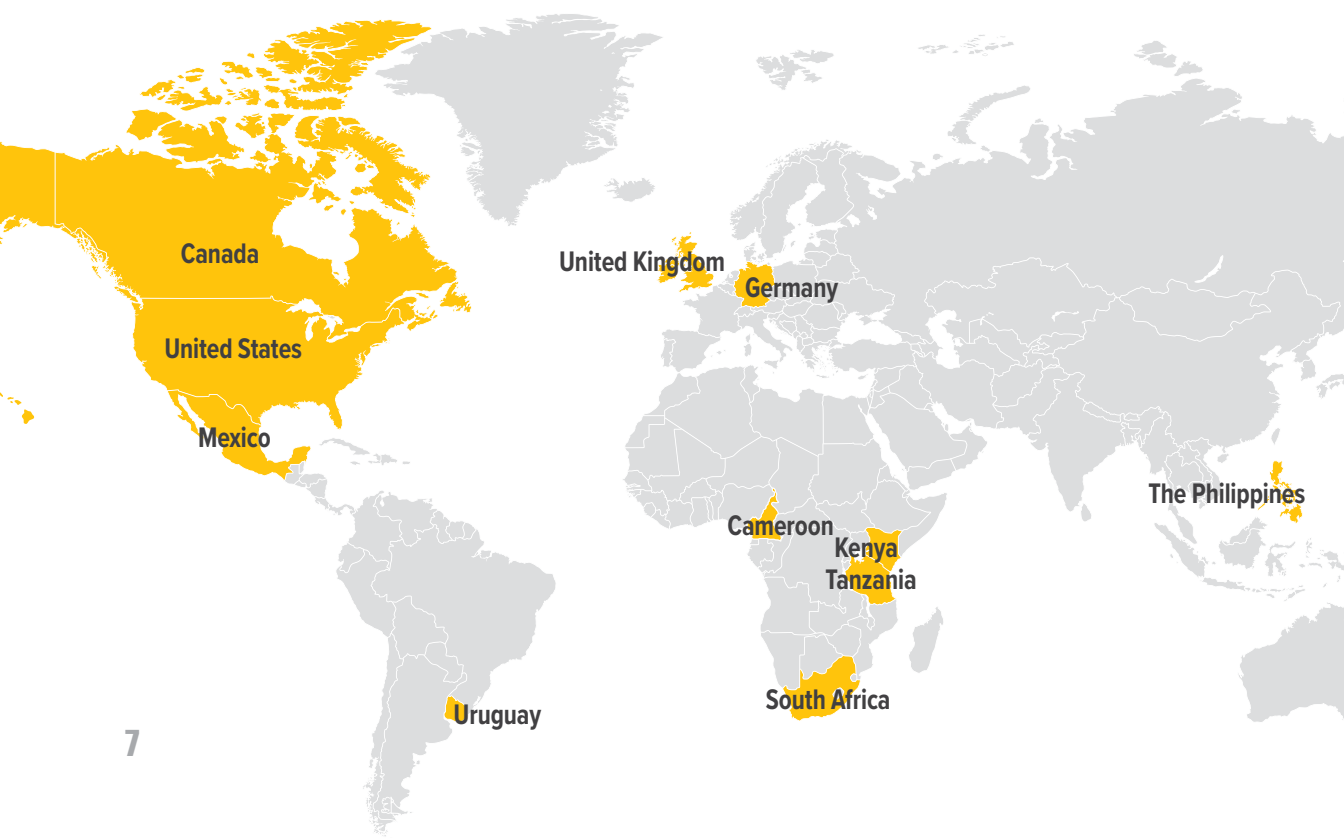 Canada
United Kingdom
Germany
United States
Mexico
The Philippines
Cameroon
Kenya
Tanzania
South Africa
Uruguay
7